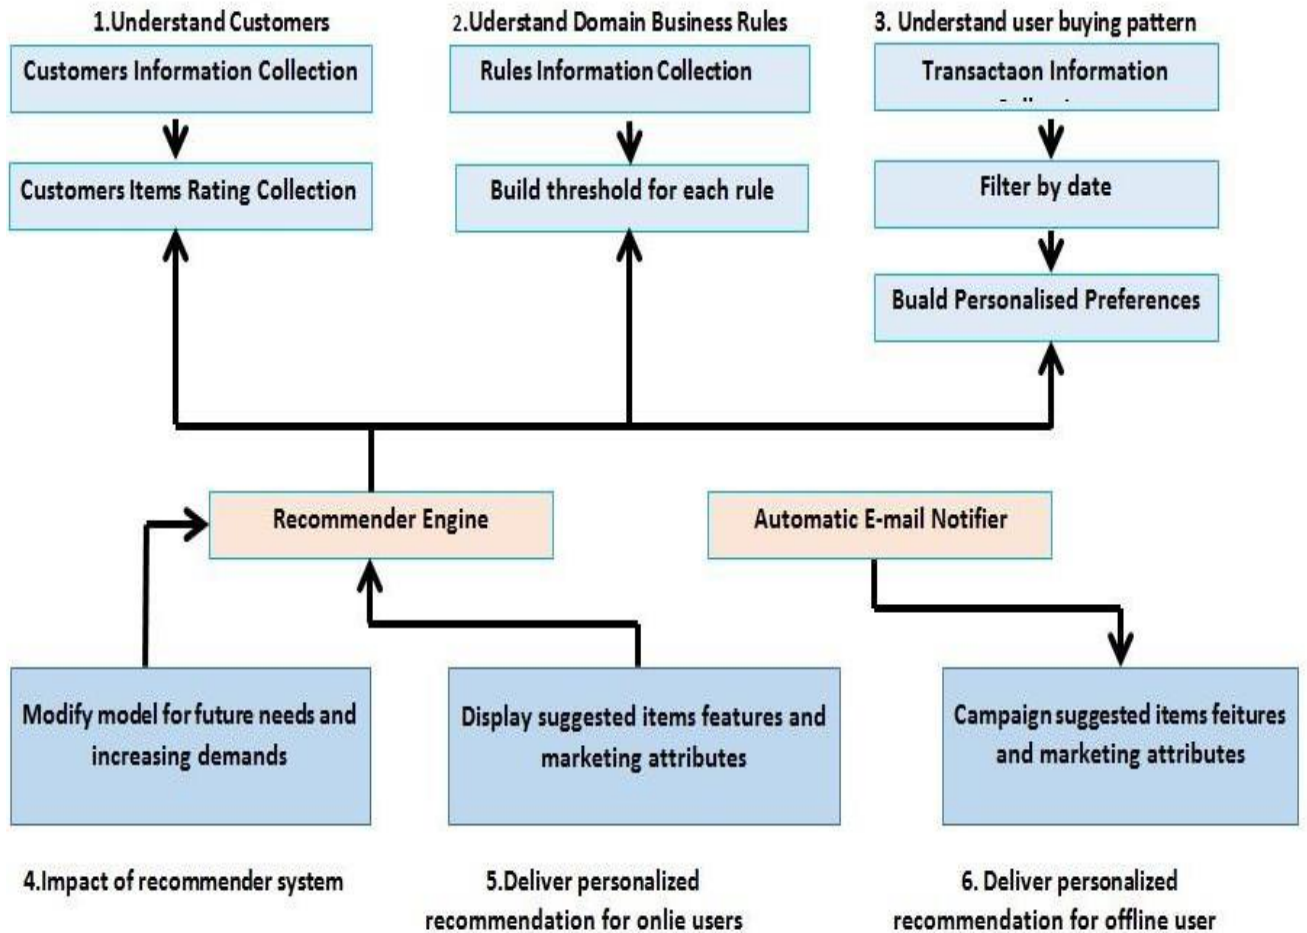 1.Understand Customers
2.Uderstand Domain Business Rules
3. Understand user buying pattern
Customers Information Collection
Rules Information Collection
Transactaon Information
Customers Items Rating Collection
Build threshold for each rule
Filter by date
Buald Personalised Preferences
Recommender Engine
Automatic E-mail Notifier
Modify model for future needs and
increasing demands
Display suggested items features and
marketing attributes
Campaign suggested items feitures
and marketing attributes
4.Impact of recommender system
5.Deliver personalized
recommendation for onlie users
6. Deliver personalized
recommendation for offline user